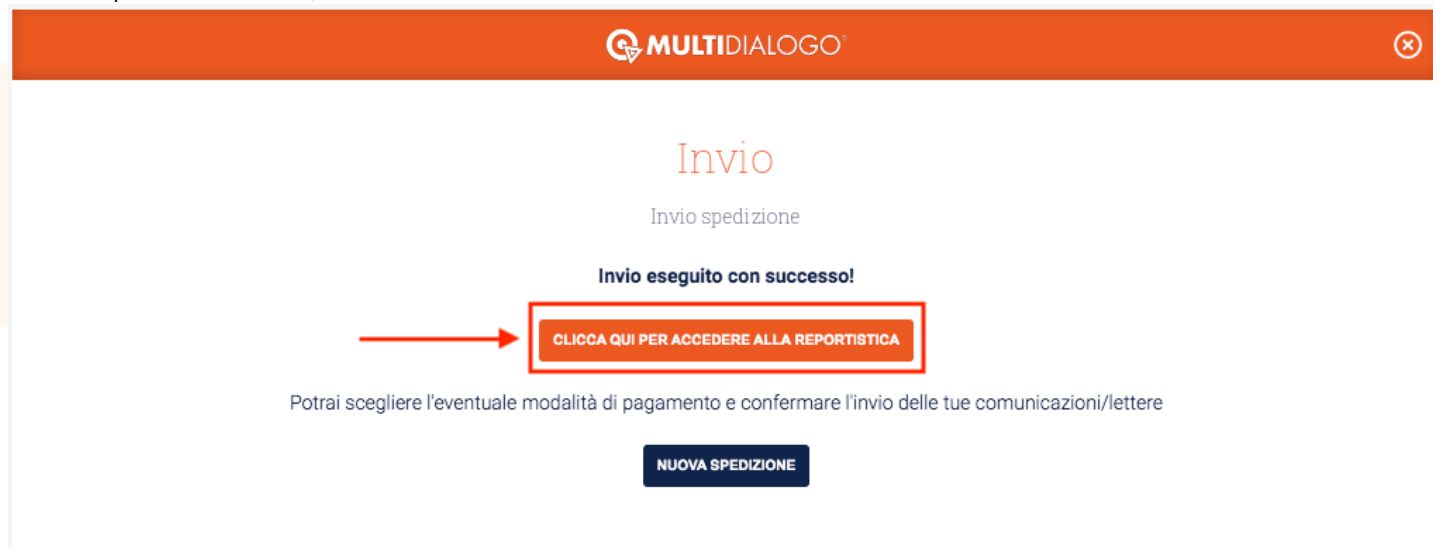 MULTIDIALOGO®
Invio
Invio spedizione
Invio eseguito con successo!
CLICCA QUI PER ACCEDERE ALLA REPORTISTICA
Potrai scegliere l'eventuale modalità di pagamento e confermare l'invio delle tue comunicazioni/lettere
NUOVA SPEDIZIONE